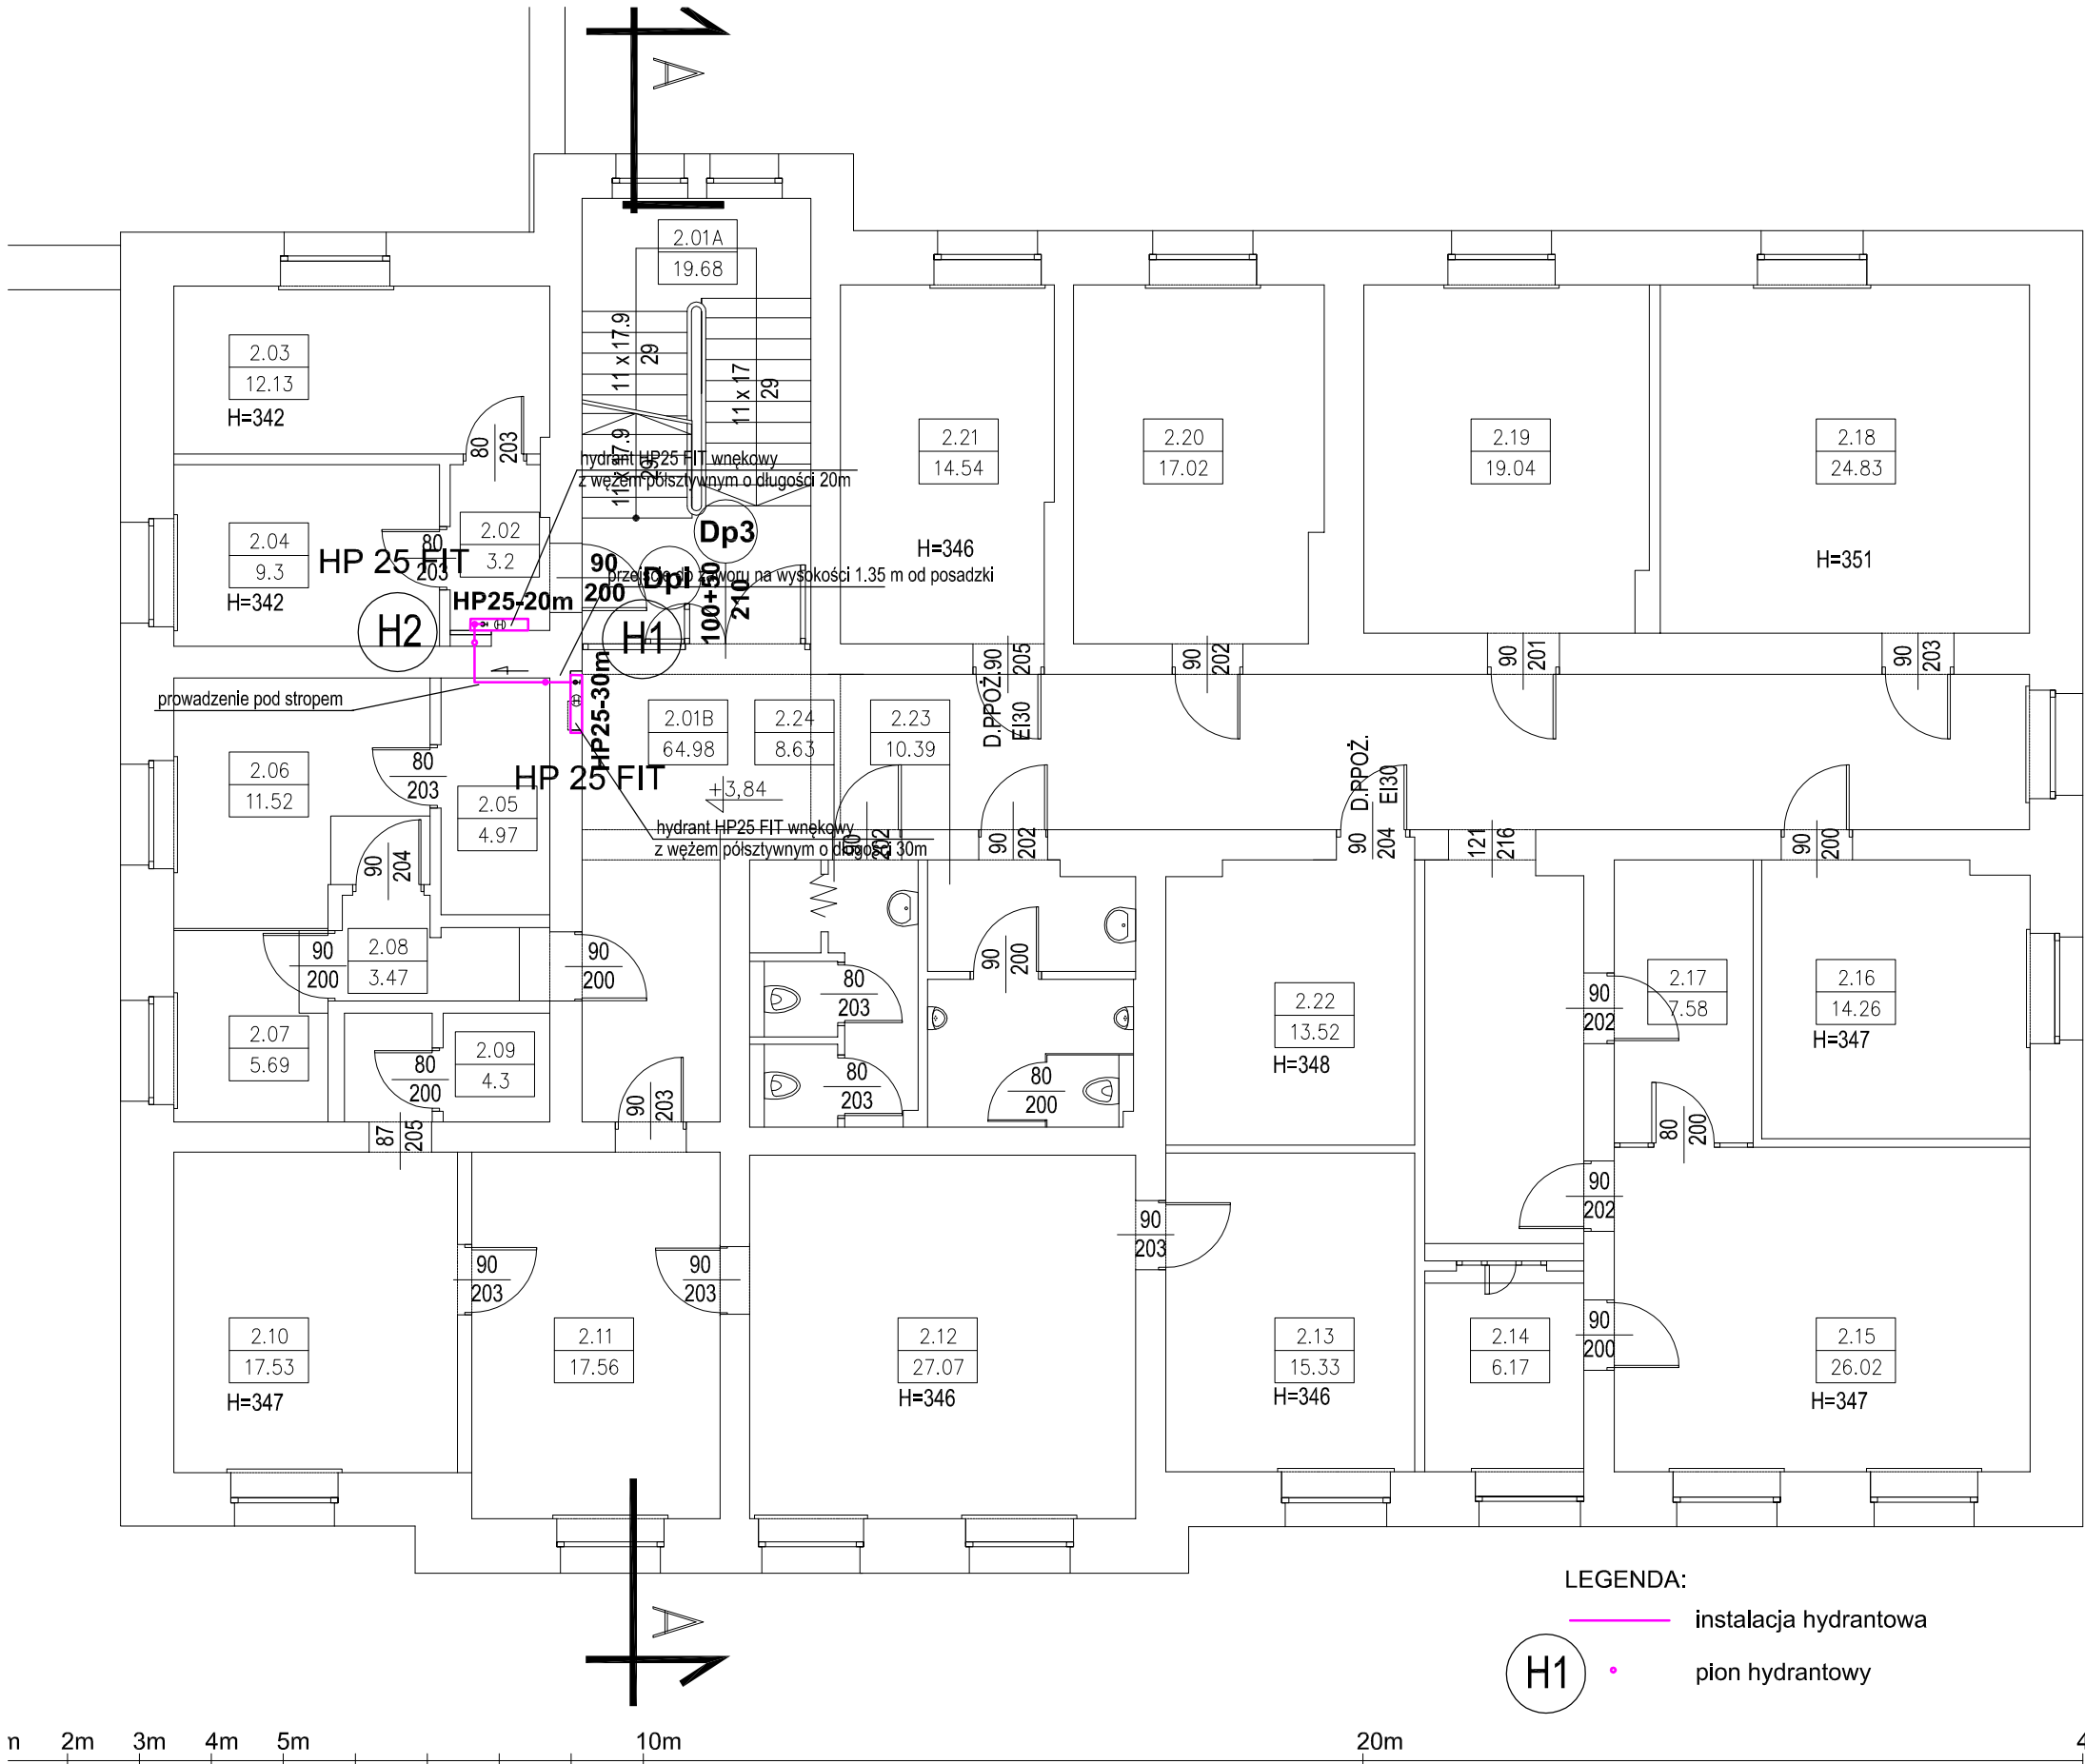 A
2.01A
19.68
11 x 17.9
29
11 x 17
29
11 x 17.9
29
2.03
12.13
H=342
80
203
2.21
14.54
H=346
2.20
17.02
2.19
19.04
2.18
24.83
H=351
hydrant HP25 FIT wnękowy
z wężem półsztywnym o długości 20m
2.04
9.3
H=342
HP 25 FIT
80
203
2.02
3.2
Dp3
90
200
Dpl
przejście do zaworu na wysokości 1.35 m od posadzki
100+50
210
HP25-20m
H2
H1
D.PPOŻ.90
205
EI30
90
202
90
201
90
203
prowadzenie pod stropem
HP25-30m
2.01B
64.98
2.24
8.63
2.23
10.39
2.06
11.52
80
203
HP 25 FIT
2.05
4.97
+3,84
D.PPOŻ.
EI30
hydrant HP25 FIT wnękowy
z wężem półsztywnym o długości 30m
90
204
90
202
90
202
90
204
121
216
90
200
2.08
3.47
90
200
90
200
90
200
80
203
2.07
5.69
2.09
4.3
80
200
80
203
80
200
2.22
13.52
H=348
90
202
2.17
7.58
2.16
14.26
H=347
87
205
90
203
80
200
90
202
90
203
90
203
90
203
2.10
17.53
H=347
2.11
17.56
2.12
27.07
H=346
2.13
15.33
H=346
2.14
6.17
90
200
2.15
26.02
H=347
A
LEGENDA:
instalacja hydrantowa
H1
pion hydrantowy
2m 3m 4m 5m 10m 20m